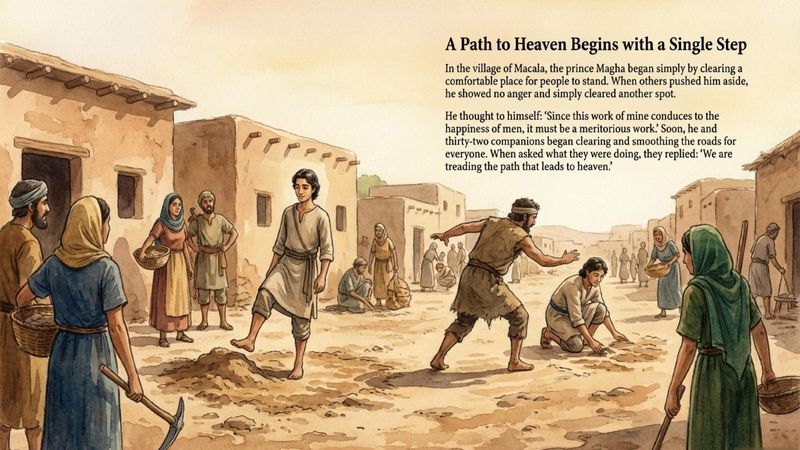 A Path to Heaven Begins with a Single Step
In the village of Macala, the prince Magha began simply by clearing a
comfortable place for people to stand. When others pushed him aside,
he showed no anger and simply cleared another spot.
He thought to himself: ‘Since this work of mine conduces to the
happiness of men, it must be a meritorious work.’ Soon, he and
thirty-two companions began clearing and smoothing the roads for
everyone. When asked what they were doing, they replied: ‘We are
treading the path that leads to heaven.’